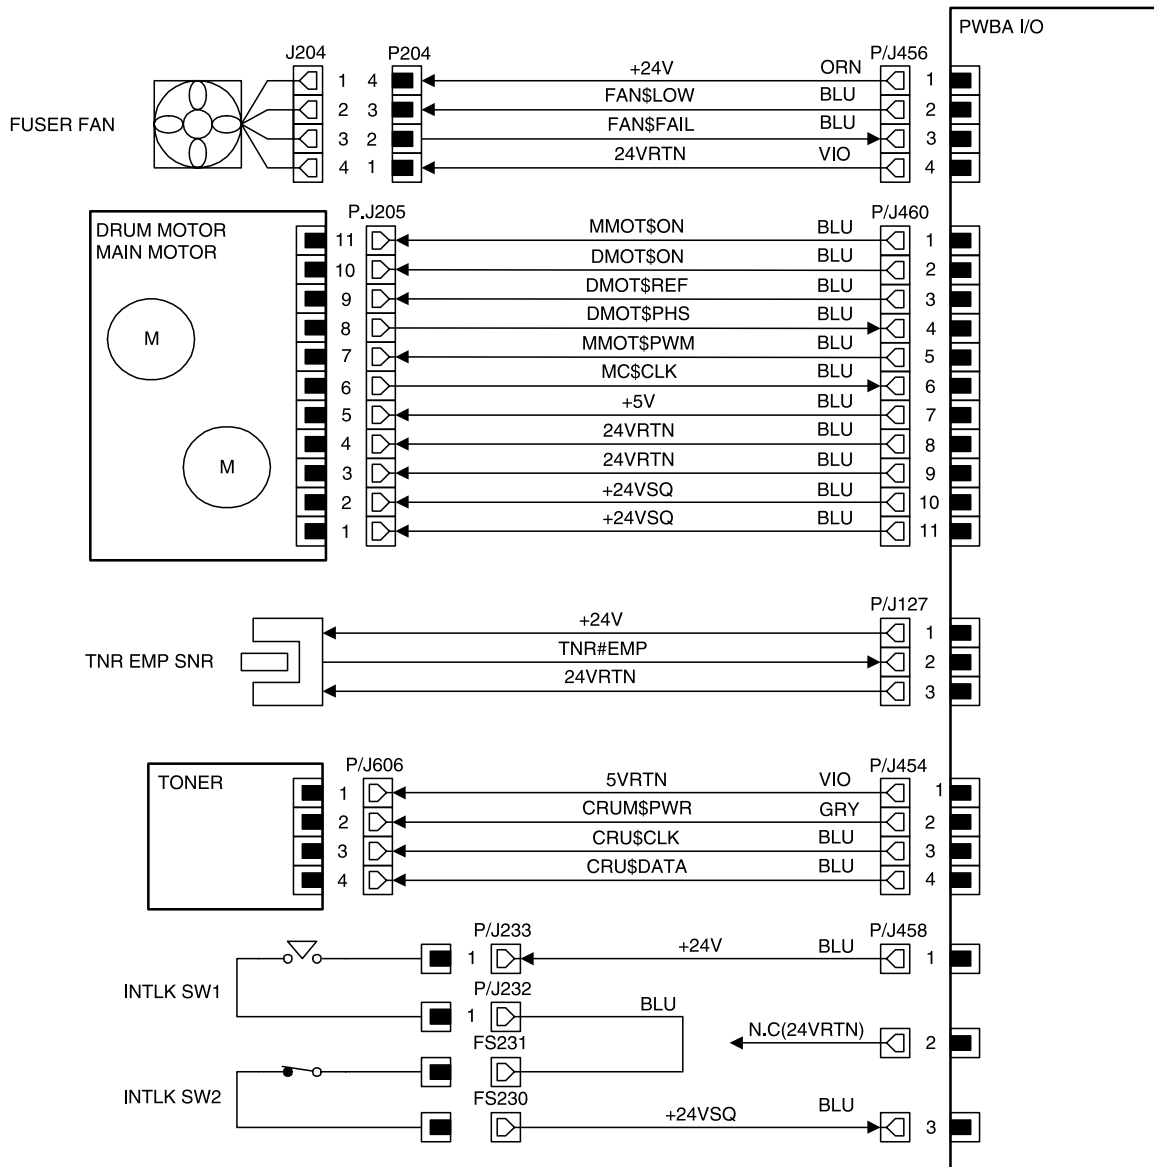 PWBA I/O
J204 P204 P/J456
1 4 +24V ORN 1
2 3 FAN$LOW BLU 2
FUSER FAN
3 2 FAN$FAIL BLU 3
4 1 24VRTN VIO 4
P.J205 P/J460
DRUM MOTOR
MAIN MOTOR
11 MMOT$ON BLU 1
10 DMOT$ON BLU 2
9 DMOT$REF BLU 3
8 DMOT$PHS BLU 4
M
7 MMOT$PWM BLU 5
6 MC$CLK BLU 6
5 +5V BLU 7
4 24VRTN BLU 8
M
3 24VRTN BLU 9
2 +24VSQ BLU 10
1 +24VSQ BLU 11
P/J127
+24V 1
TNR EMP SNR TNR#EMP 2
24VRTN 3
P/J606 P/J454
TONER
1 5VRTN VIO 1
2 CRUM$PWR GRY 2
3 CRU$CLK BLU 3
4 CRU$DATA BLU 4
P/J233 P/J458
1 +24V BLU 1
INTLK SW1
P/J232
1 BLU
N.C(24VRTN) 2
FS231
INTLK SW2
FS230
+24VSQ BLU 3